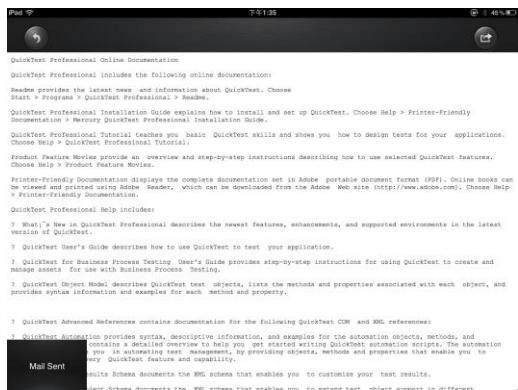 iPad 下午1:35 48%
QuickTest Professional Online Documentation
QuickTest Professional includes the following online documentation:
Readme provides the latest news and information about QuickTest. Choose
Start > Programs > QuickTest Professional > Readme.
QuickTest Professional Installation Guide explains how to install and set up QuickTest. Choose Help > Printer-Friendly
Documentation > Mercury QuickTest Professional Installation Guide.
QuickTest Professional Tutorial teaches you basic QuickTest skills and shows you how to design tests for your applications.
Choose Help > QuickTest Professional Tutorial.
Product Feature Movies provide an overview and step-by-step instructions describing how to use selected QuickTest features.
Choose Help > Product Feature Movies.
Printer-Friendly Documentation displays the complete documentation set in Adobe portable document format (PDF). Online books can
be viewed and printed using Adobe Reader, which can be downloaded from the Adobe Web site (http://www.adobe.com). Choose Help
> Printer-Friendly Documentation.
QuickTest Professional Help includes:
? What¡¯s New in QuickTest Professional describes the newest features, enhancements, and supported environments in the latest
version of QuickTest.
? QuickTest User's Guide describes how to use QuickTest to test your application.
? QuickTest for Business Process Testing User's Guide provides step-by-step instructions for using QuickTest to create and
manage assets for use with Business Process Testing.
? QuickTest Object Model describes QuickTest test objects, lists the methods and properties associated with each object, and
provides syntax information and examples for each method and property.
? QuickTest Advanced References contains documentation for the following QuickTest COM and XML references:
? QuickTest Automation provides syntax, descriptive information, and examples for the automation objects, methods, and
contains a detailed overview to help you get started writing QuickTest automation scripts. The automation
you in automating test management, by providing objects, methods and properties that enable you to
very QuickTest feature and capability.
Mail Sent
sults Schema documents the XML schema that enables you to customize your test results.
ject Schema documents the XML schema that enables you to extend test object support in different